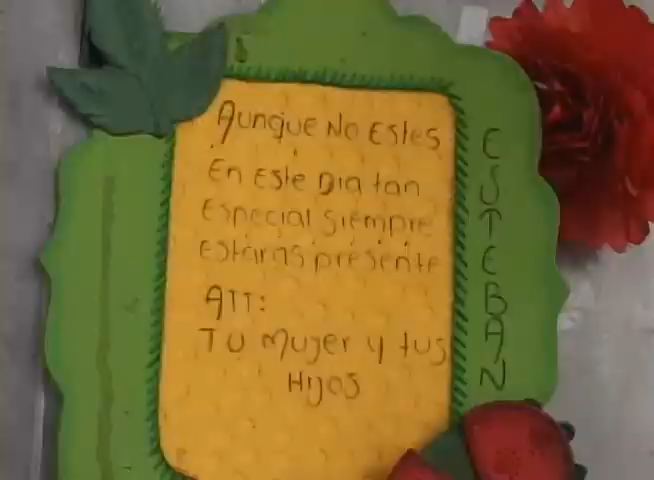 Aunque No Estes
En Este Dia tan
Especial Siempre
Estaras presente
ATT:
Tu Mujer y tus
Hijos
ESTEBAN